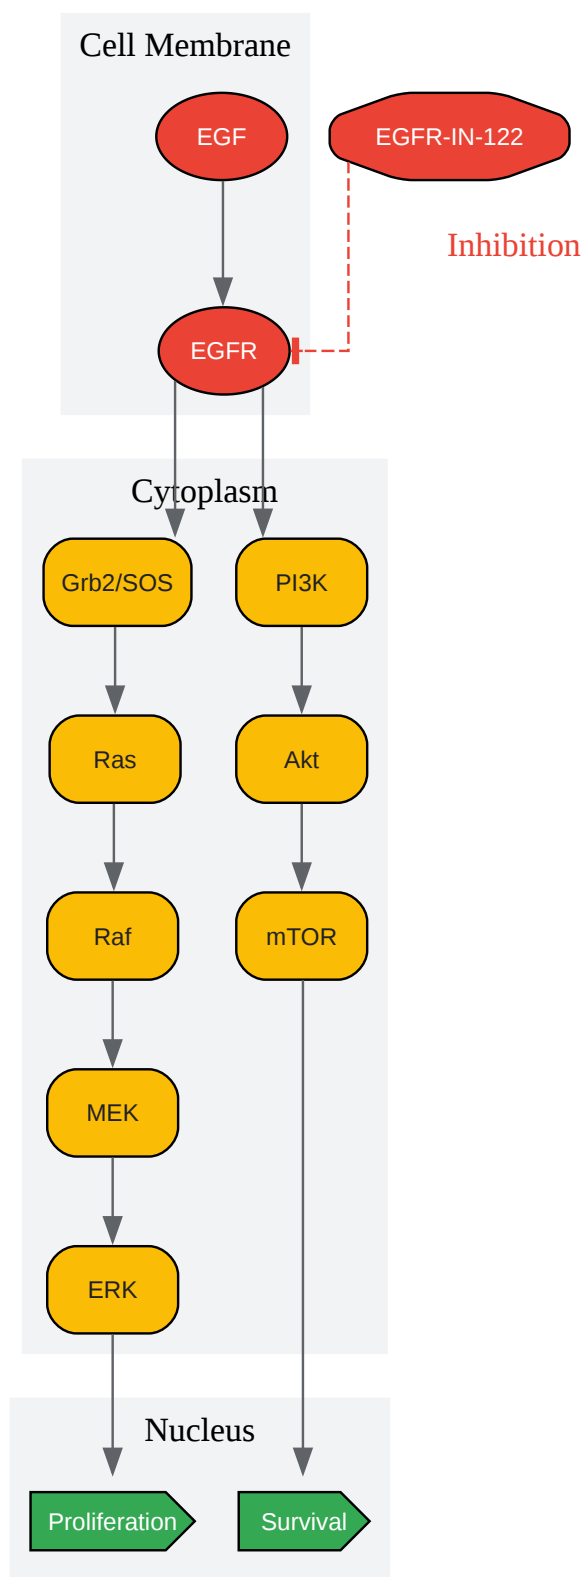 Cell Membrane
EGF
EGFR-IN-122
Inhibition
EGFR
Cytoplasm
Grb2/SOS
PI3K
Ras
Akt
Raf
mTOR
MEK
ERK
Nucleus
Proliferation
Survival